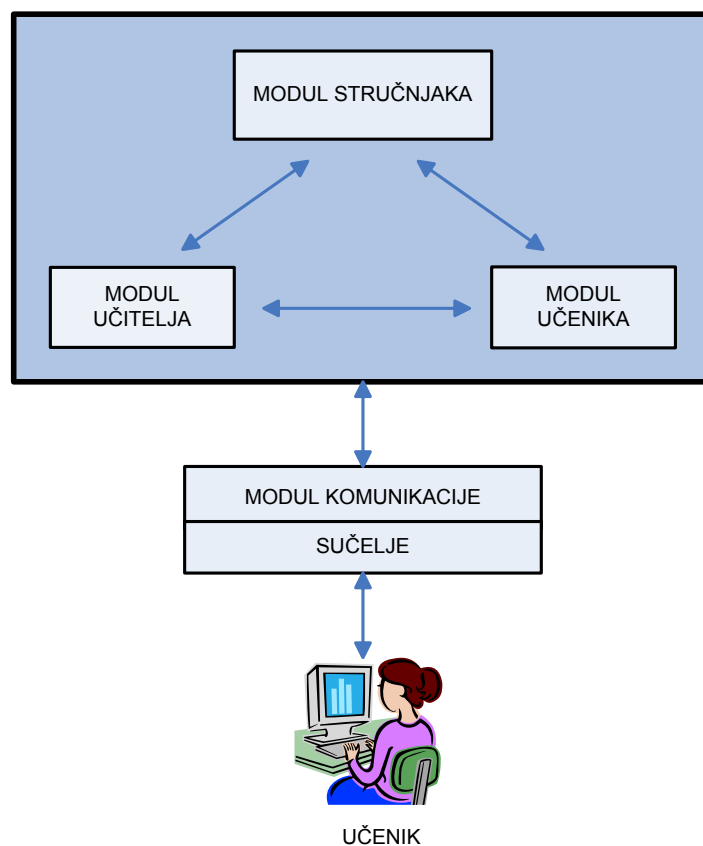 MODUL STRUČNJAKA
MODUL
UČITELJA
MODUL
UČENIKA
MODUL KOMUNIKACIJE
SUČELJE
UČENIK